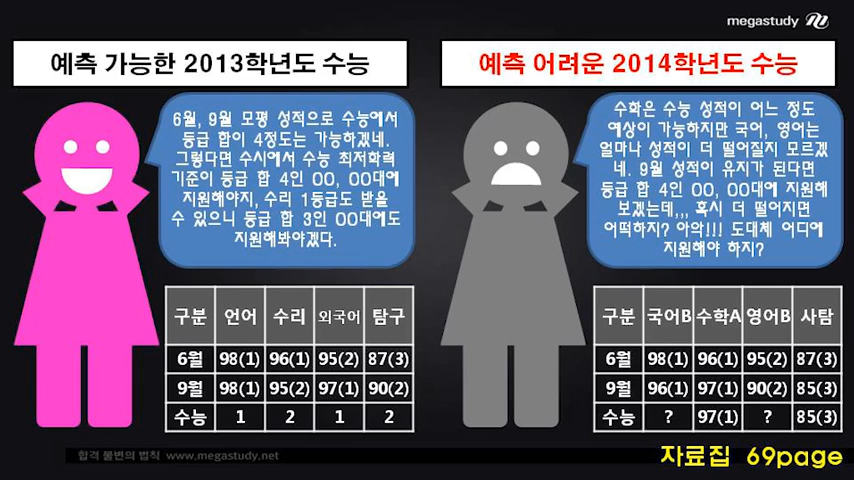 megastudy
예측 가능한 2013학년도 수능
6월, 9월 모평 성적으로 수능에서
등급 합이 4정도는 가능하겠네.
그렇다면 수시에서 수능 최저학력
기준이 등급 합 4인 OO, OO대에
지원해야지, 수리 1등급도 받을
수 있으니 등급 합 3인 OO대에도
지원해봐야겠다.
구분 언어 수리 외국어 탐구
6월 98(1) 96(1) 95(2) 87(3)
9월 98(1) 95(2) 97(1) 90(2)
수능 1 2 1 2
예측 어려운 2014학년도 수능
수학은 수능 성적이 어느 정도
예상이 가능하지만 국어, 영어는
얼마나 성적이 더 떨어질지 모르겠
네. 9월 성적이 유지가 된다면
등급 합 4인 OO, OO대에 지원해
보겠는데,,, 혹시 더 떨어지면
어떡하지? 아악!!! 도대체 어디에
지원해야 하지?
구분 국어B 수학A 영어B 사탐
6월 98(1) 96(1) 95(2) 87(3)
9월 96(1) 97(1) 90(2) 85(3)
수능 ? 97(1) ? 85(3)
합격 불변의 법칙 www.megastudy.net
자료집 69page